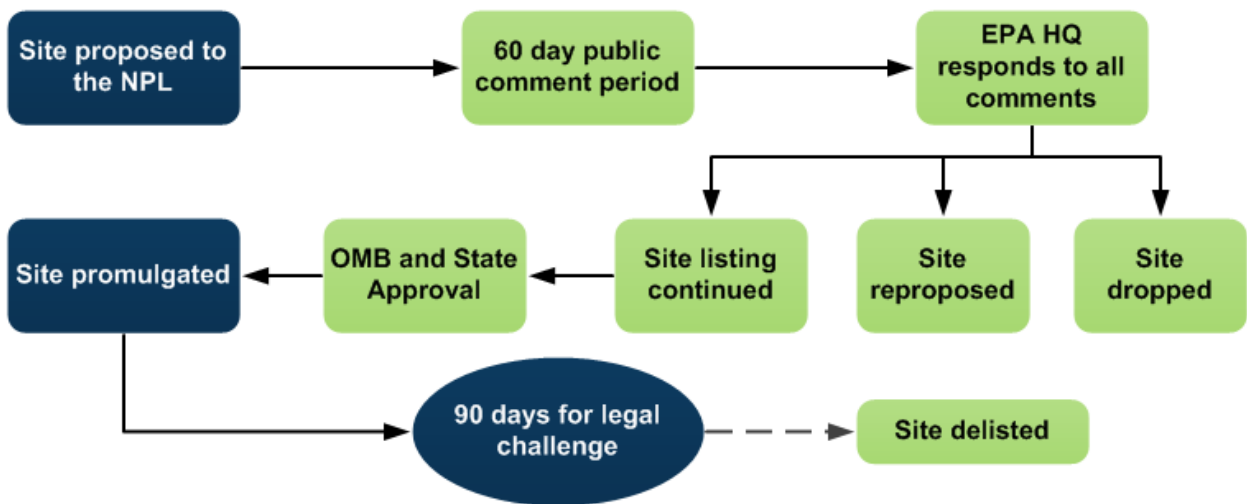 Site proposed to
the NPL
60 day public
comment period
EPA HQ
responds to all
comments
Site promulgated
OMB and State
Approval
Site listing
continued
Site
reproposed
Site
dropped
90 days for legal
challenge
Site delisted